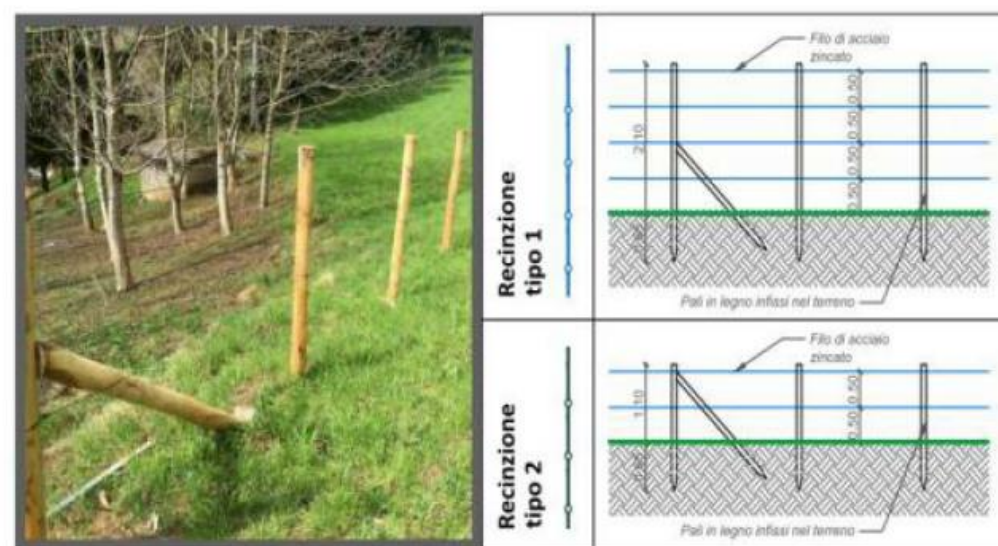 Recinzione
tipo 1
Filo di acciaio
zincato
2.10
0.50
0.50
0.50
0.50
Pali in legno infissi nel terreno
Recinzione
tipo 2
Filo di acciaio
zincato
1.10
0.50
0.50
Pali in legno infissi nel terreno